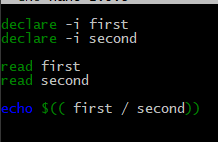 declare -i first
declare -i second
read first
read second
echo $(( first / second))